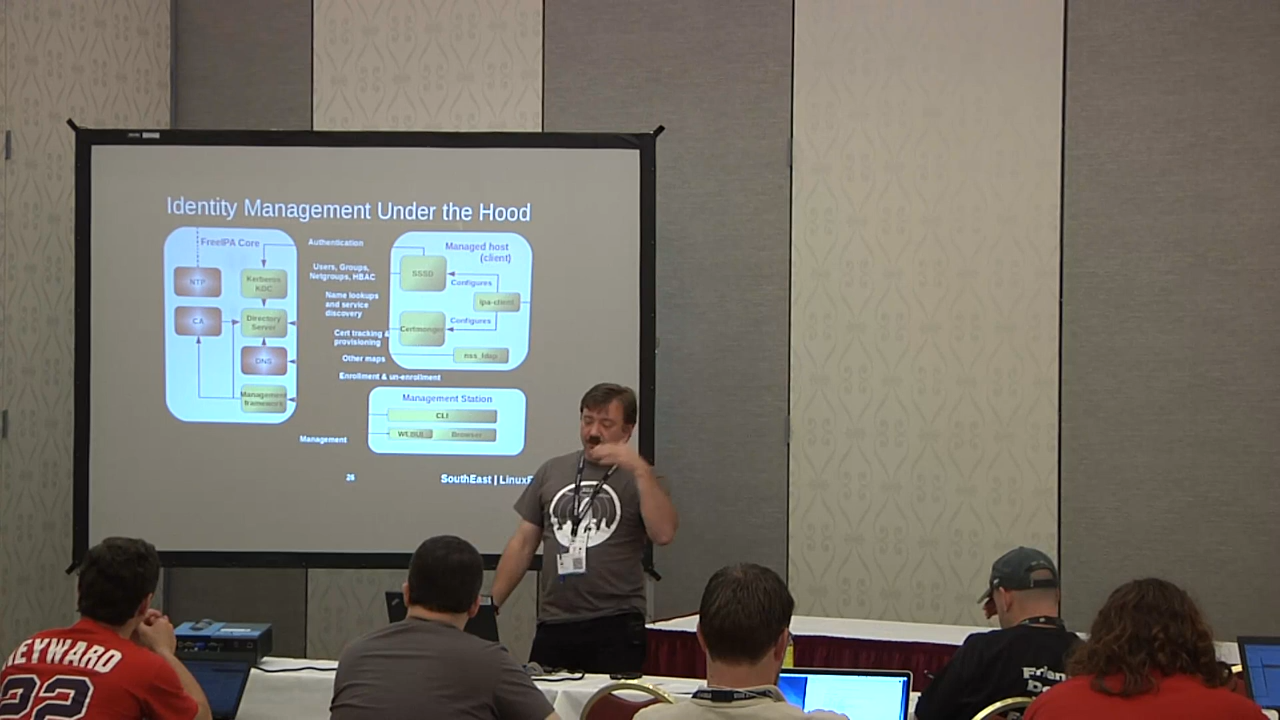 Identity Management Under the Hood
FreeIPA Core
NTP
Kerberos
KDC
CA
Directory
Server
DNS
Management
framework
Authentication
Users, Groups,
Netgroups, HBAC
Name lookups
and service
discovery
Cert tracking &
provisioning
Other maps
Enrollment & un-enrollment
Managed host
(client)
SSSD
Configures
ipa-client
Configures
Certmonger
nss_ldap
Management Station
CLI
WEBUI
Browser
Management
26
SouthEast | LinuxF
HEYWARD
22